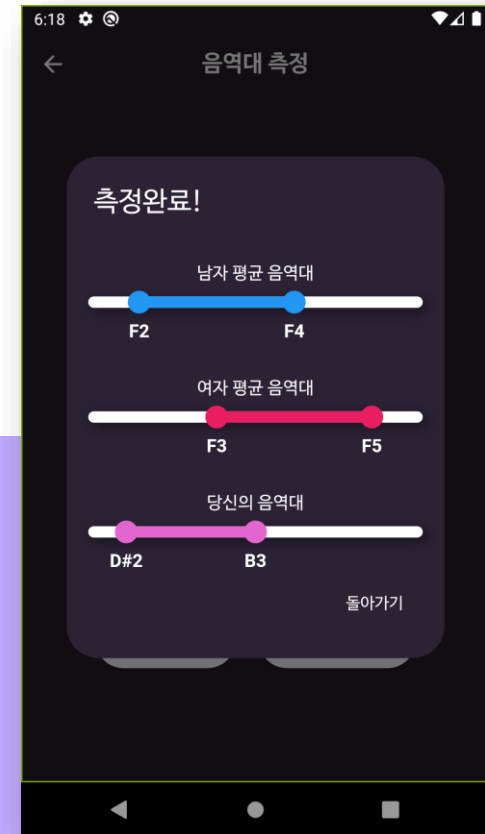 6:18
음역대 측정
측정완료!
남자 평균 음역대
F2 F4
여자 평균 음역대
F3 F5
당신의 음역대
D#2 B3
돌아가기